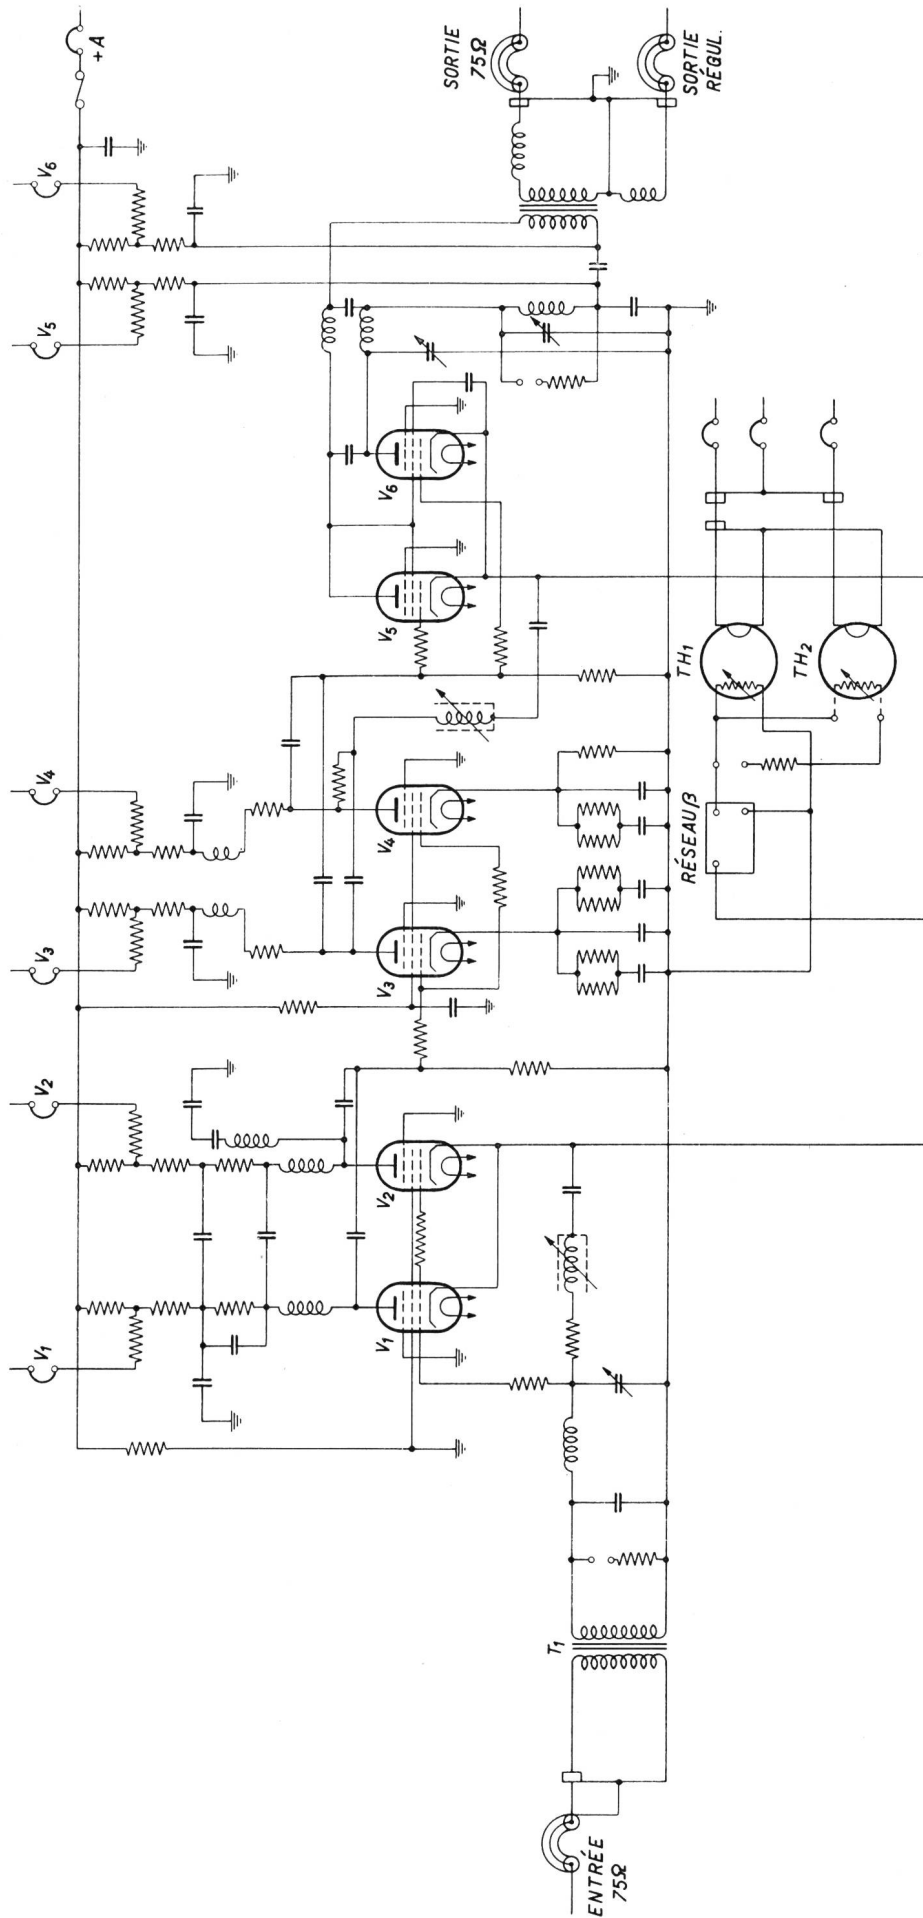 V1
V2
V3
V4
V5
V6
+A
SORTIE
75Ω
SORTIE
RÉGUL.
V1
V2
V3
V4
V5
V6
T1
ENTRÉE
75Ω
RÉSEAU β
TH1
TH2